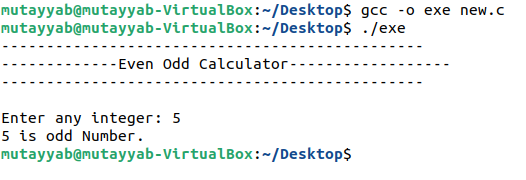 mutayyab@mutayyab-VirtualBox:~/Desktop$ gcc -o exe new.c
mutayyab@mutayyab-VirtualBox:~/Desktop$ ./exe
-----------------------------------------------
-------------Even Odd Calculator------------------
-----------------------------------------------
Enter any integer: 5
5 is odd Number.
mutayyab@mutayyab-VirtualBox:~/Desktop$